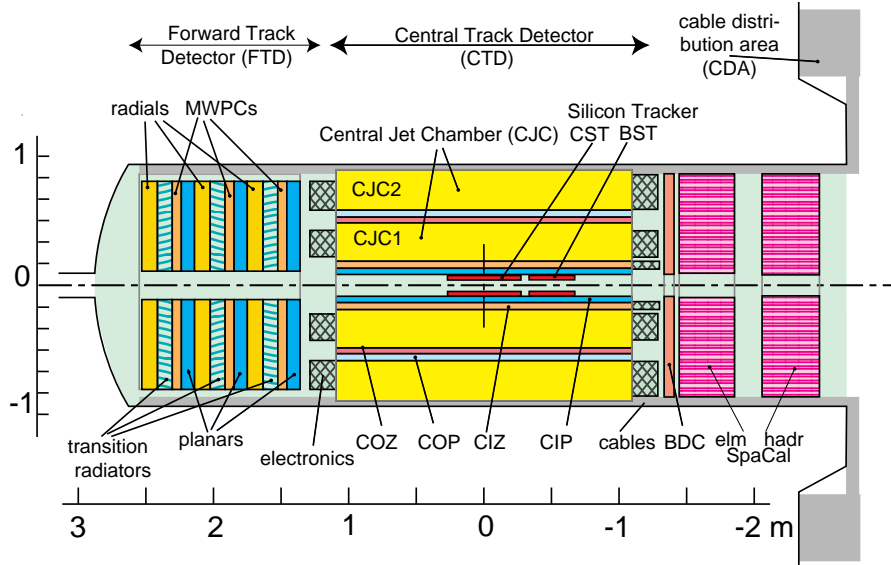 Forward Track
Detector (FTD)
Central Track Detector
(CTD)
cable distri-
bution area
(CDA)
radials
MWPCs
Silicon Tracker
Central Jet Chamber (CJC)
CST
BST
1
CJC2
CJC1
0
-1
transition
radiators
planars
electronics
COZ
COP
CIZ
CIP
cables
BDC
elm
hadr
SpaCal
3
2
1
0
-1
-2 m